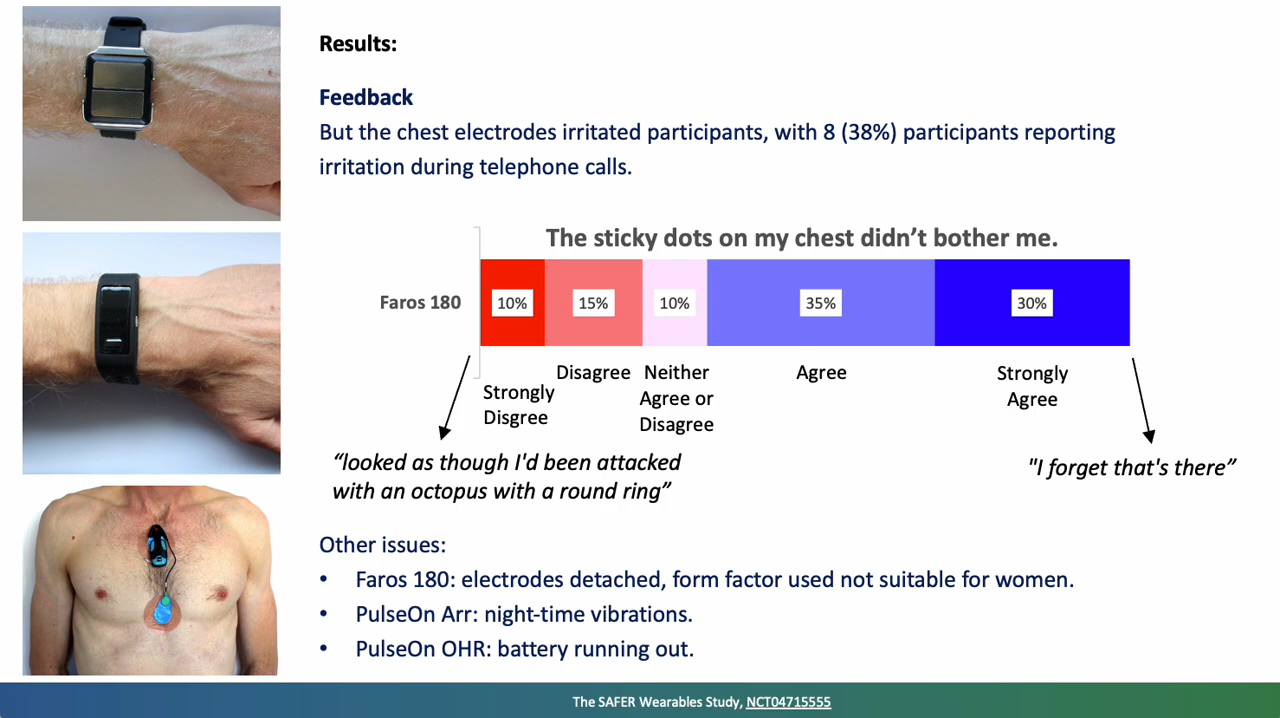 Results:
Feedback
But the chest electrodes irritated participants, with 8 (38%) participants reporting
irritation during telephone calls.
The sticky dots on my chest didn’t bother me.
Faros 180
10%
15%
10%
35%
30%
Strongly
Disgree
Disagree
Neither
Agree or
Disagree
Agree
Strongly
Agree
“looked as though I'd been attacked
with an octopus with a round ring”
"I forget that's there”
Other issues:
• Faros 180: electrodes detached, form factor used not suitable for women.
• PulseOn Arr: night-time vibrations.
• PulseOn OHR: battery running out.
The SAFER Wearables Study, NCT04715555